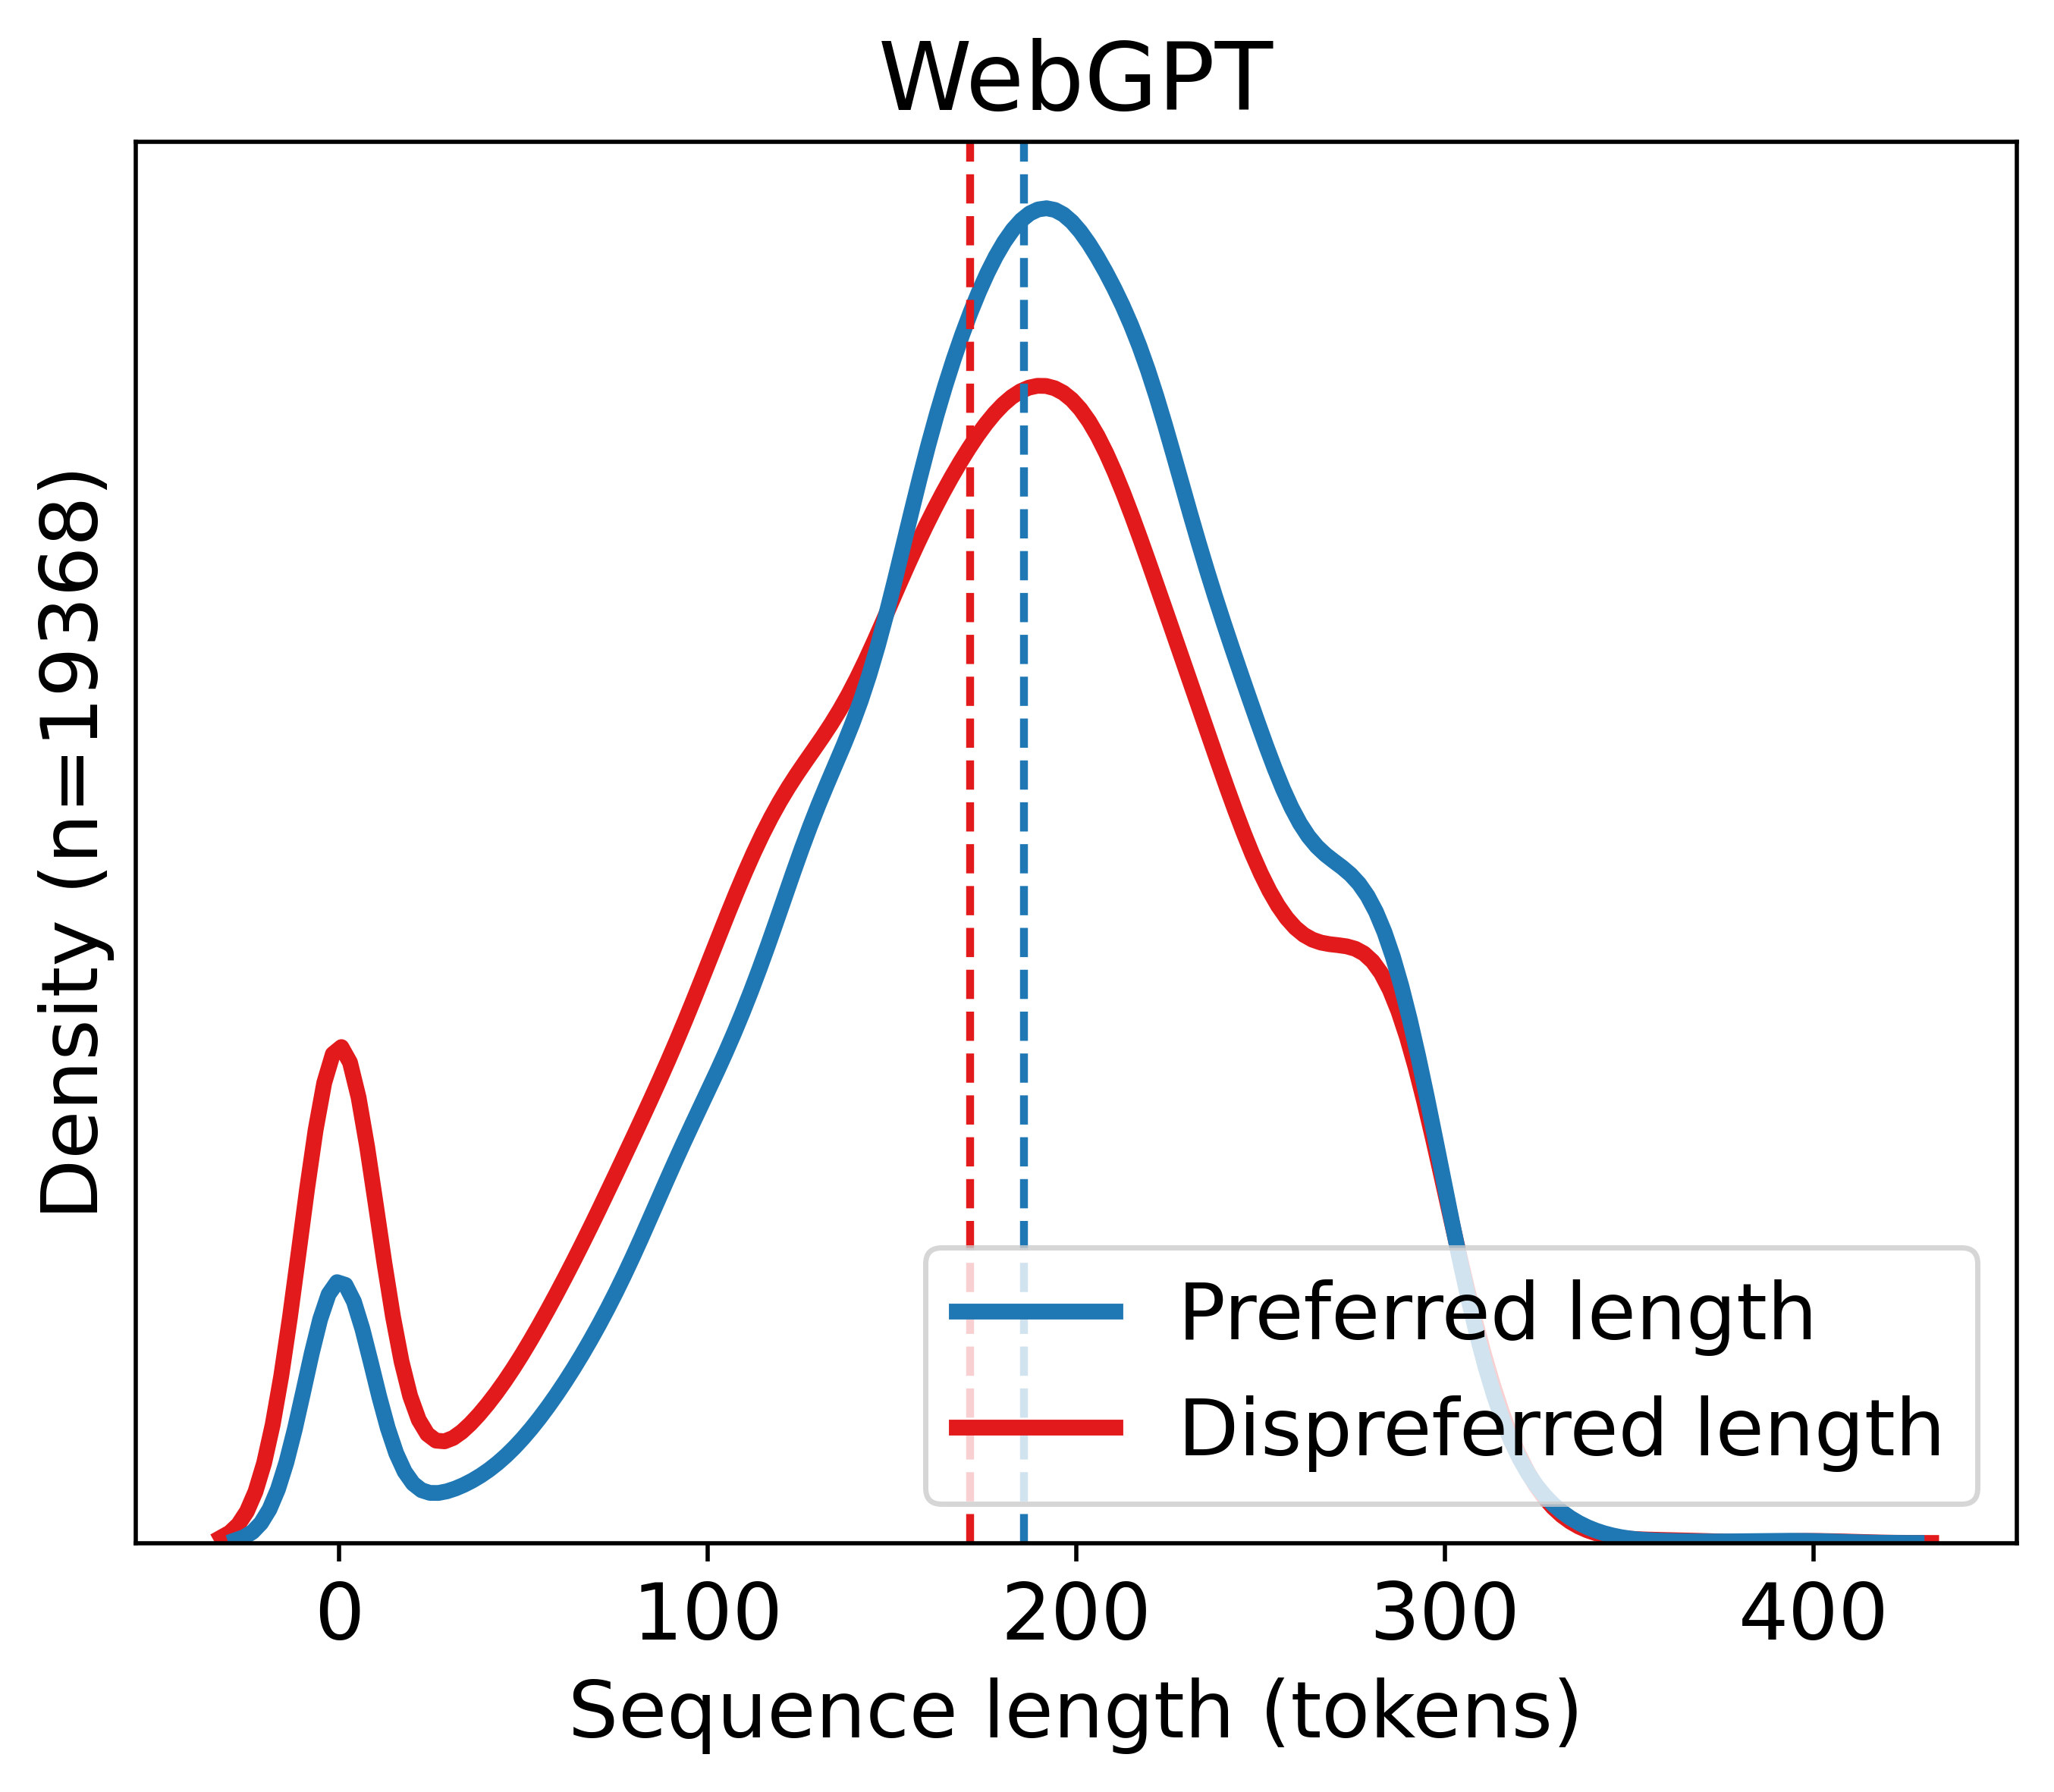 WebGPT
Density (n=19368)
Preferred length
Dispreferred length
0 100 200 300 400
Sequence length (tokens)